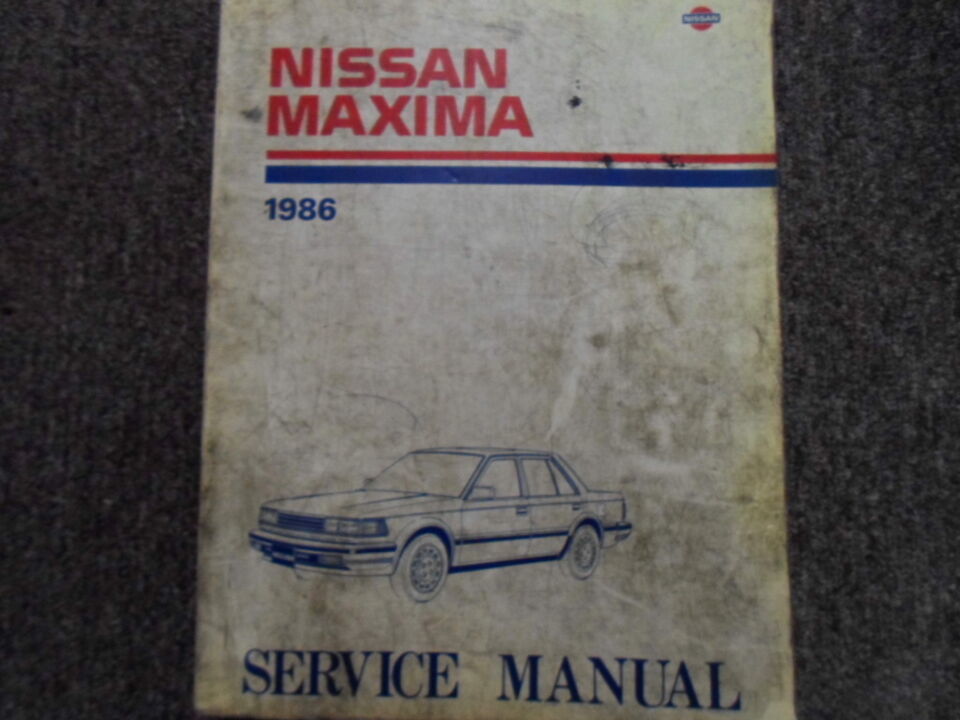 NISSAN
NISSAN
MAXIMA
1986
SERVICE MANUAL